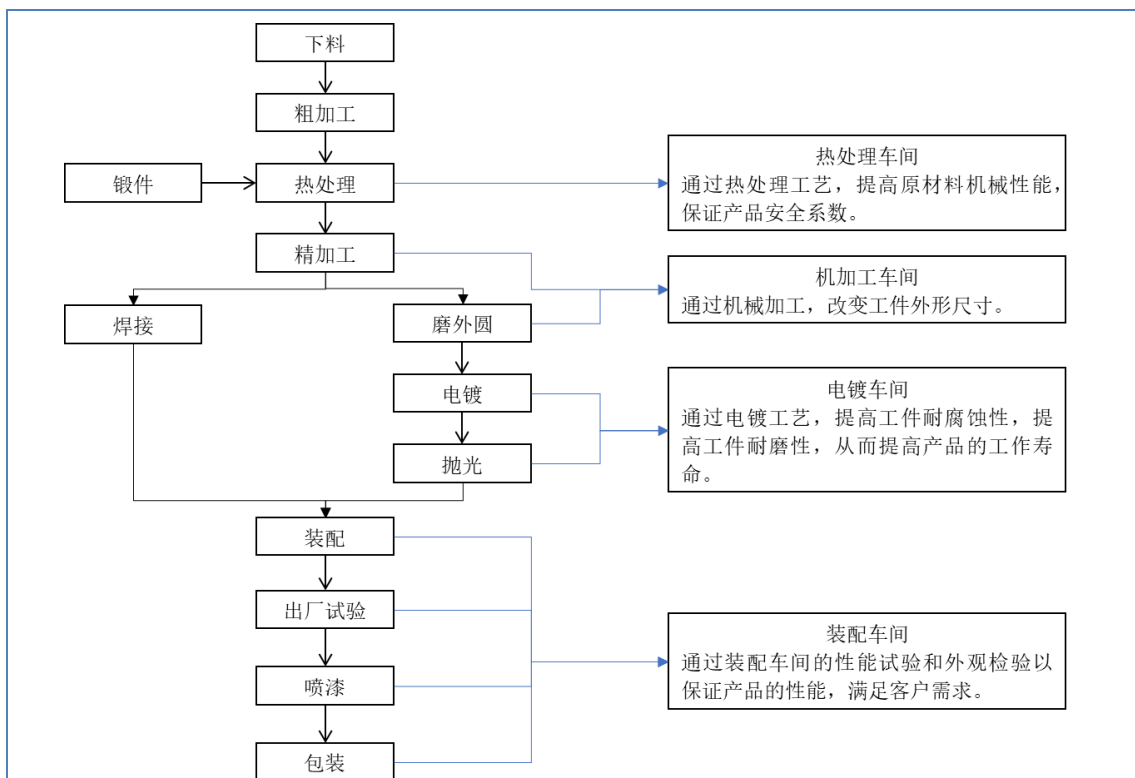 下料
粗加工
锻件
热处理
热处理车间
通过热处理工艺，提高原材料机械性能，
保证产品安全系数。
精加工
机加工车间
通过机械加工，改变工件外形尺寸。
焊接
磨外圆
电镀
电镀车间
通过电镀工艺，提高工件耐腐蚀性，提
高工件耐磨性，从而提高产品的工作寿
命。
抛光
装配
出厂试验
装配车间
通过装配车间的性能试验和外观检验以
保证产品的性能，满足客户需求。
喷漆
包装